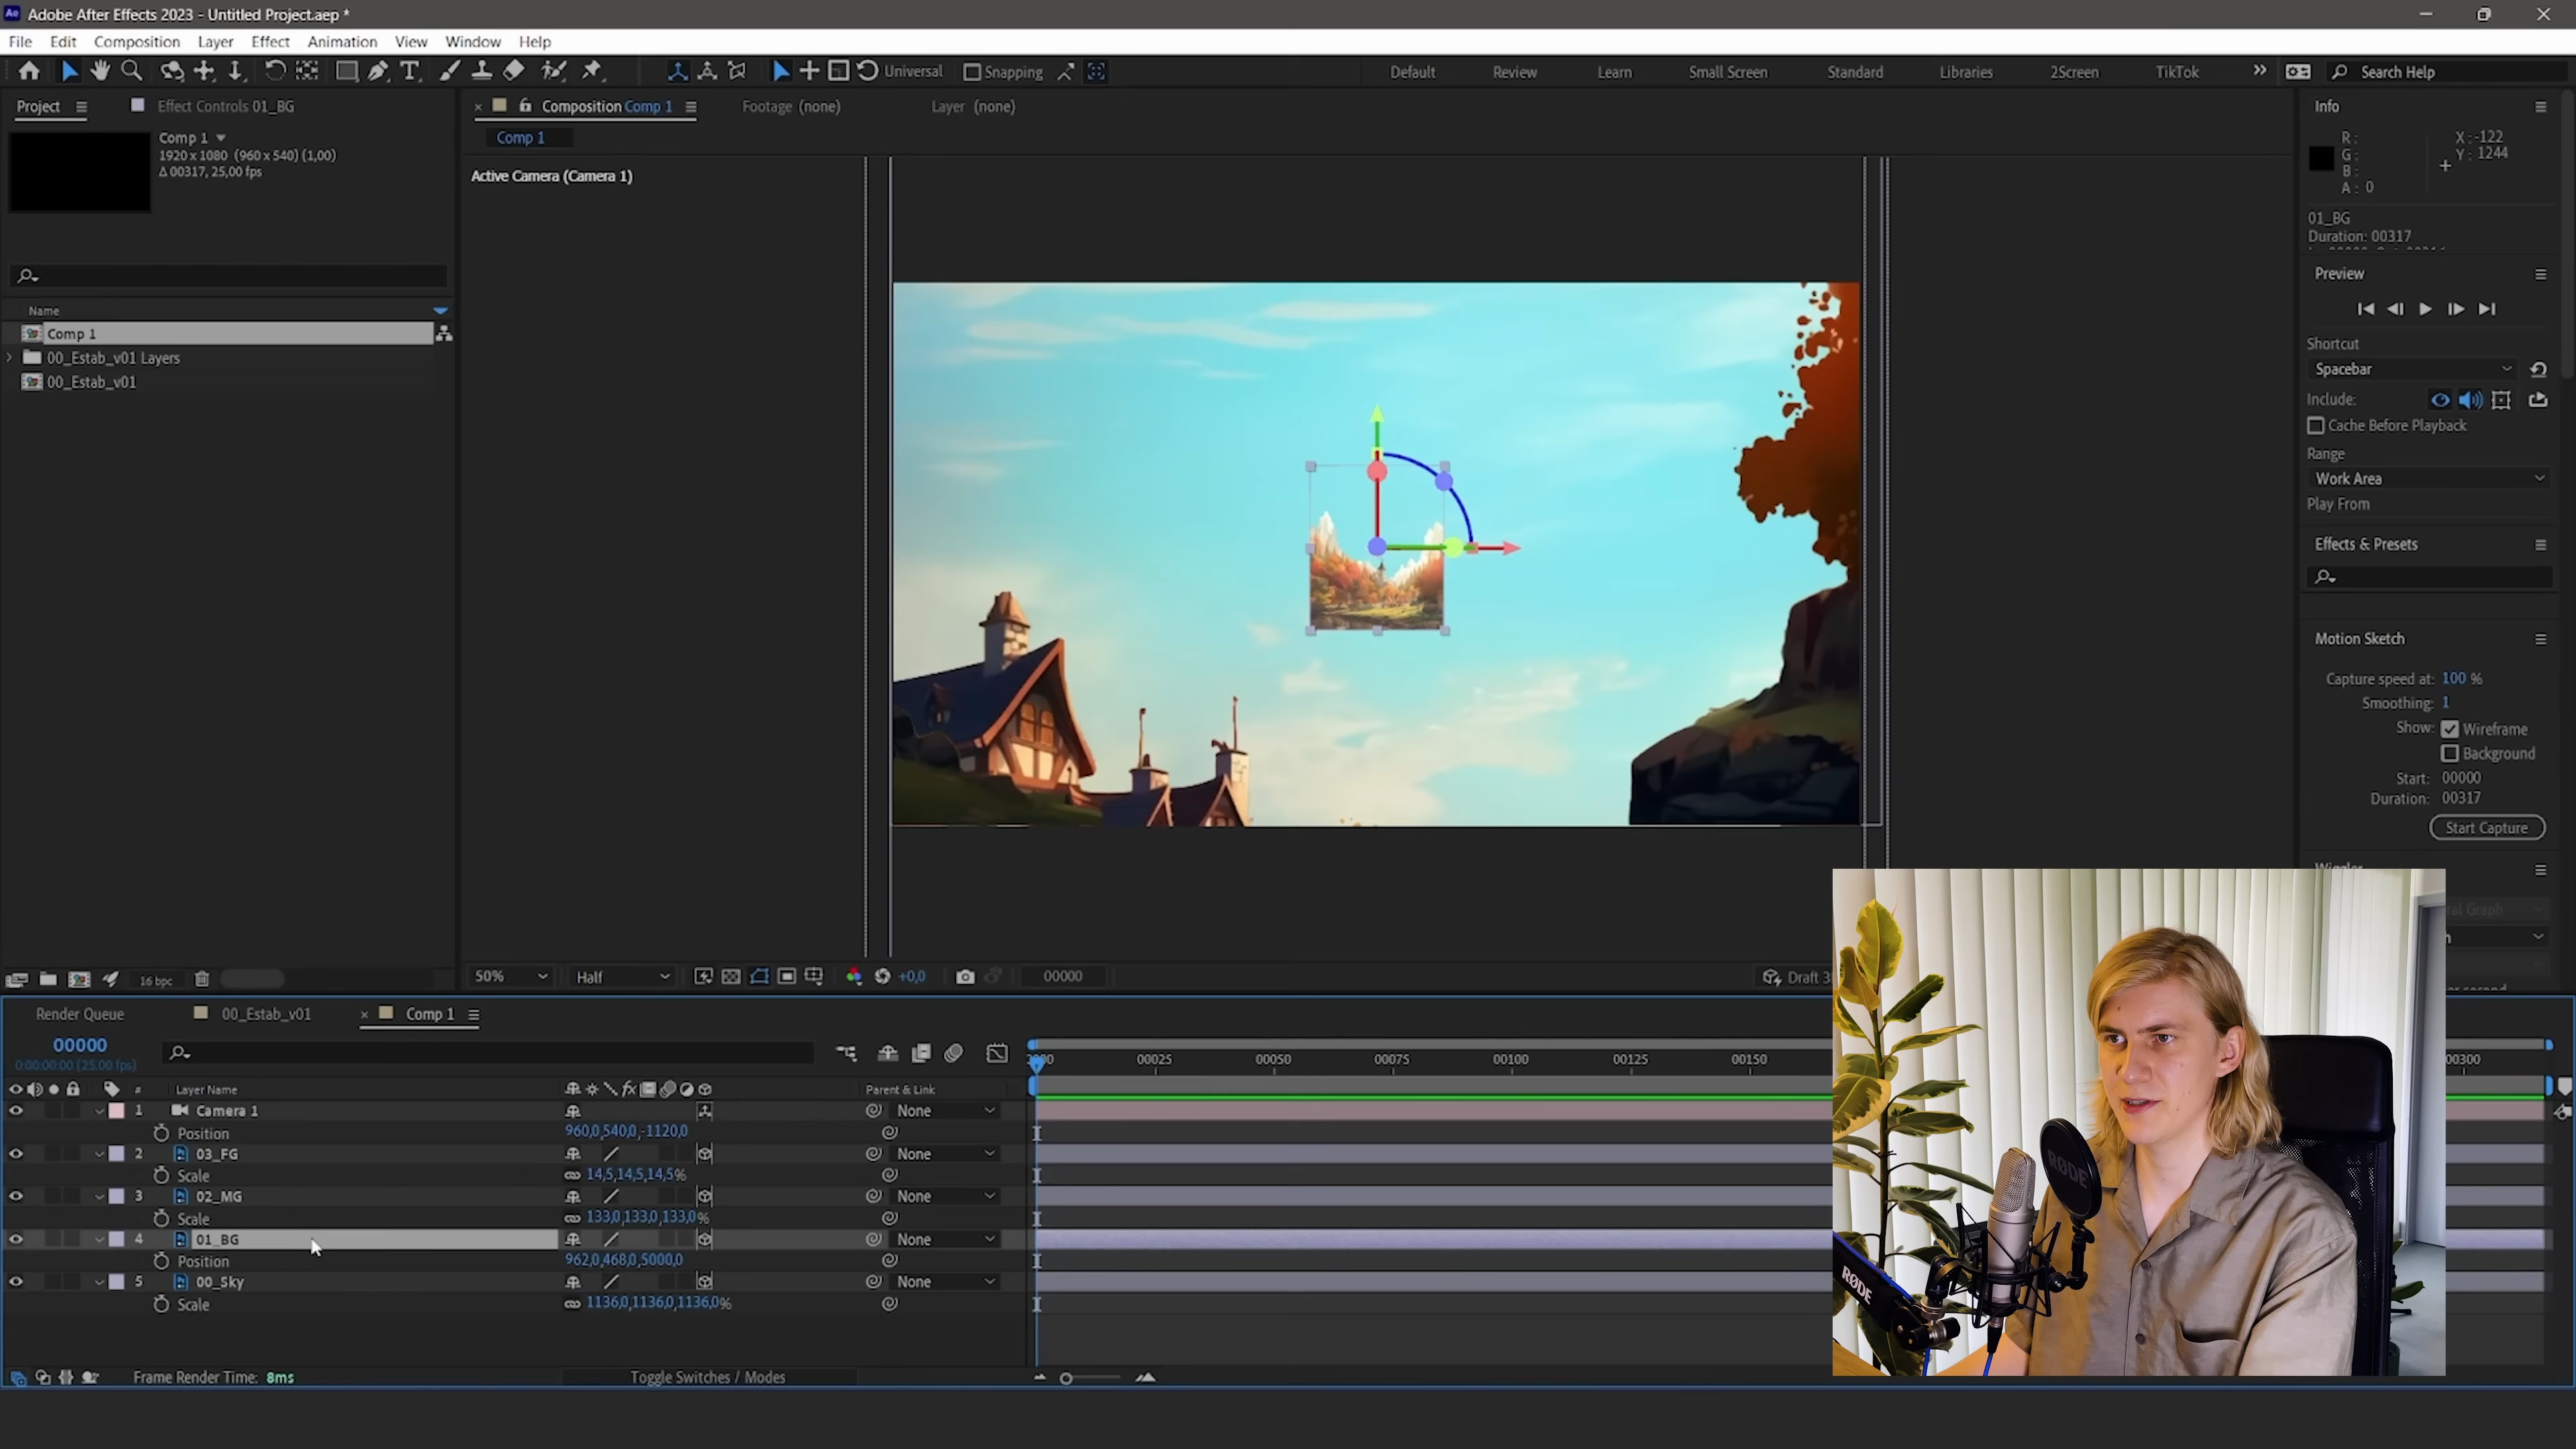 Adobe After Effects 2023 - Untitled Project.aep *
File Edit Composition Layer Effect Animation View Window Help
Universal Snapping Default Review Learn Small Screen Standard Libraries 2Screen TikTok Search Help
Project Effect Controls 01_BG
Comp 1
1920 x 1080 (960 x 540) (1,00)
Δ 00317, 25,00 fps
Name
Comp 1
00_Estab_v01 Layers
00_Estab_v01
16 bpc
Composition Comp 1 Footage (none) Layer (none)
Comp 1
Active Camera (Camera 1)
50% Half +0,0 00000 Draft 3
Info
R: X:-122
G: Y: 1244
B:
A: 0
01_BG
Duration: 00317
Preview
Shortcut
Spacebar
Include:
Cache Before Playback
Range
Work Area
Play From
Effects & Presets
Motion Sketch
Capture speed at: 100 %
Smoothing: 1
Show: Wireframe
Background
Start: 00000
Duration: 00317
Start Capture
Render Queue 00_Estab_v01 Comp 1
00000
0:00:00:00 (25.00 fps)
00025 00050 00075 00100 00125 00150 00300
# Layer Name Parent & Link
1 Camera 1 None
Position 960,0,540,0,-1120,0
2 03_FG None
Scale 14,5,14,5,14,5%
3 02_MG None
Scale 133,0,133,0,133,0%
4 01_BG None
Position 962,0,468,0,5000,0
5 00_Sky None
Scale 1136,0,1136,0,1136,0%
Frame Render Time: 8ms Toggle Switches / Modes
RØDE
RØDE